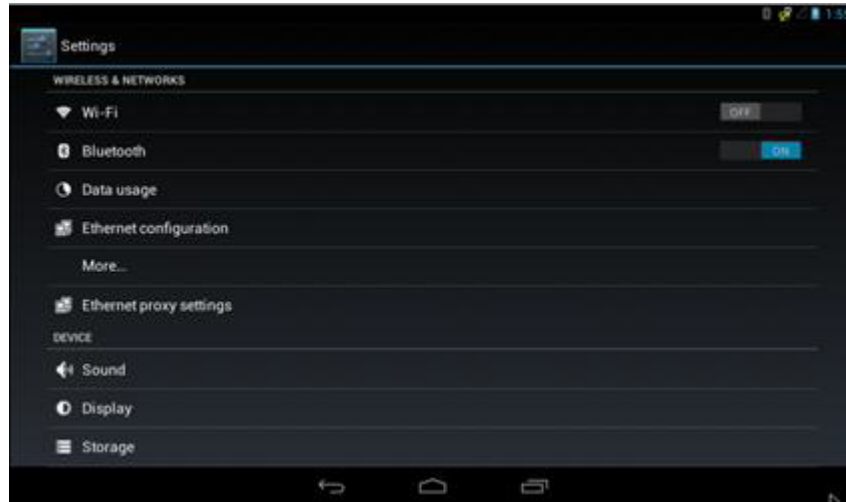 Settings
WIRELESS & NETWORKS
Wi-Fi
OFF
Bluetooth
ON
Data usage
Ethernet configuration
More...
Ethernet proxy settings
DEVICE
Sound
Display
Storage